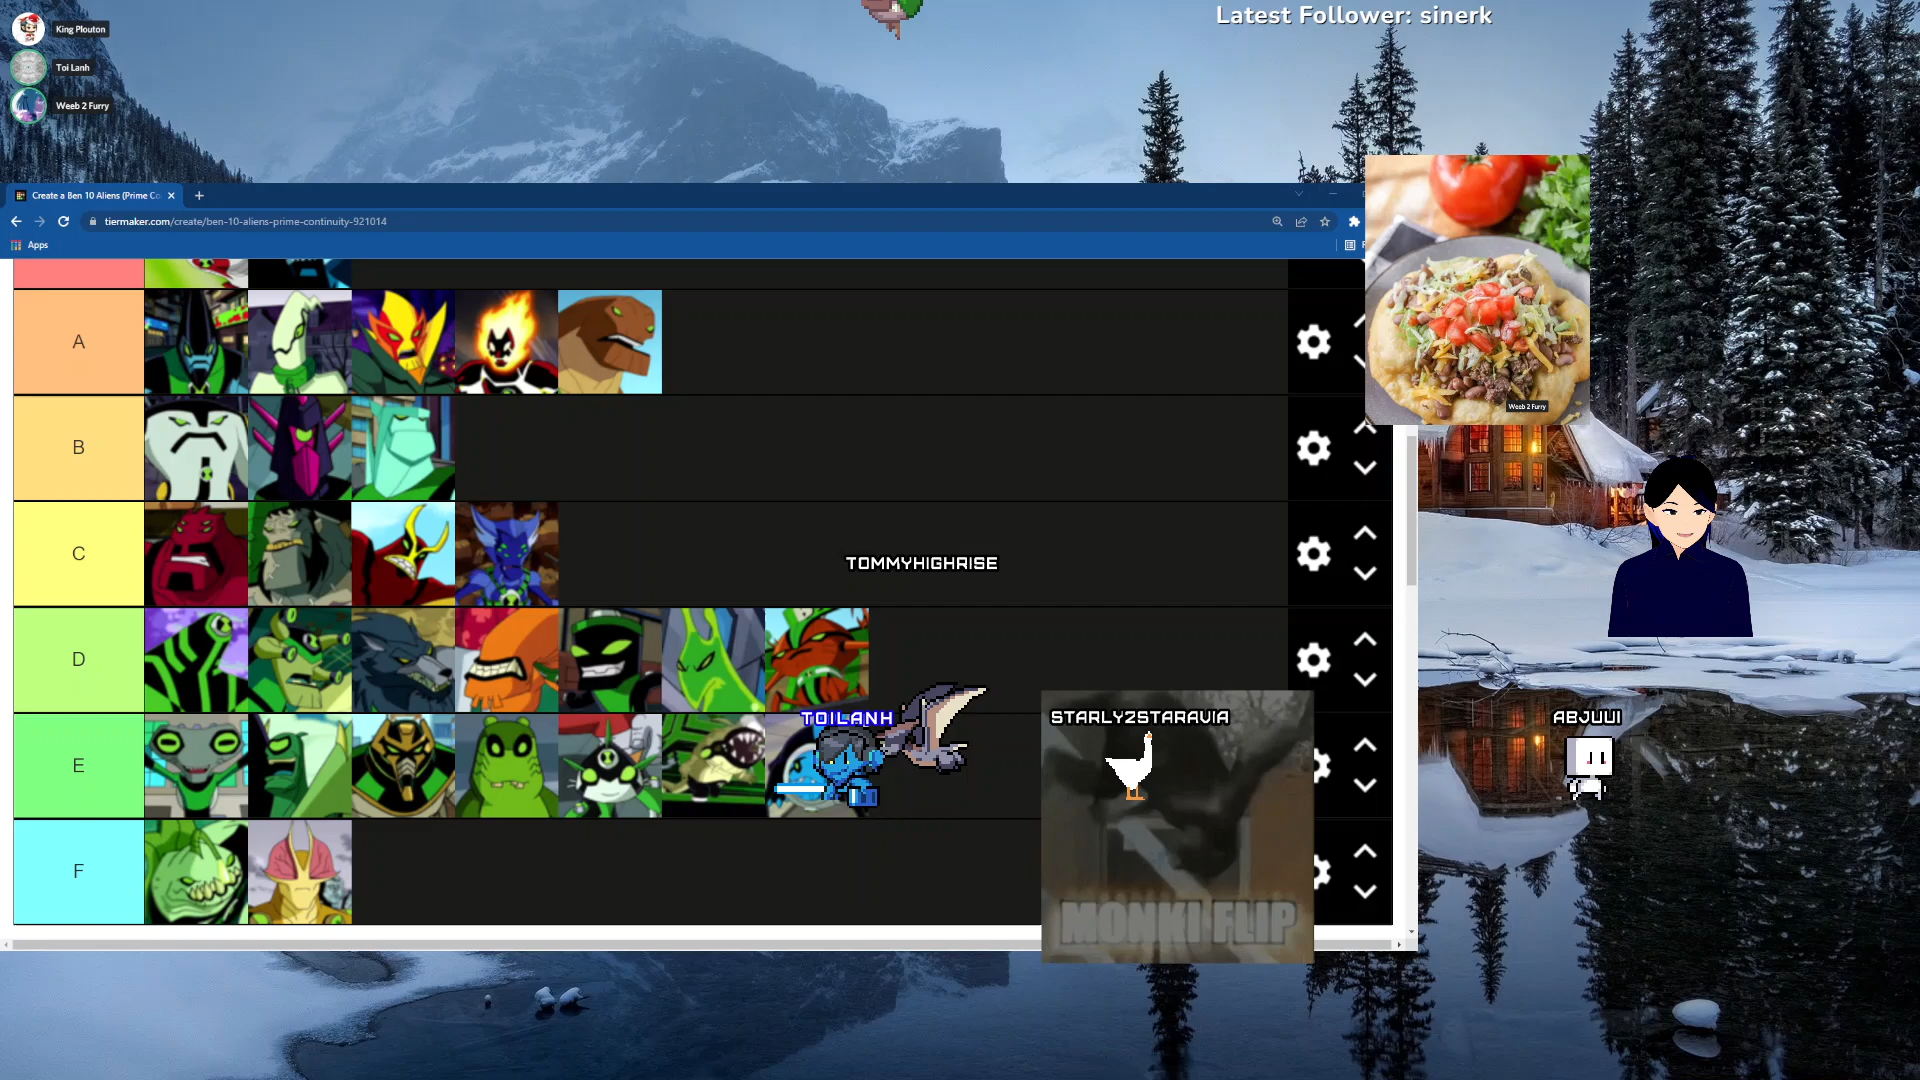 King Plouton
Latest Follower: sinerk
Toi Lanh
Weeb 2 Furry
Create a Ben 10 Aliens (Prime Co
tiermaker.com/create/ben-10-aliens-prime-continuity-921014
Apps
A
Weeb 2 Furry
B
C
TOMMYHIGHRISE
D
TOILANH
STARLY2STARAVIA
ABJUUI
E
F
MONKI FLIP